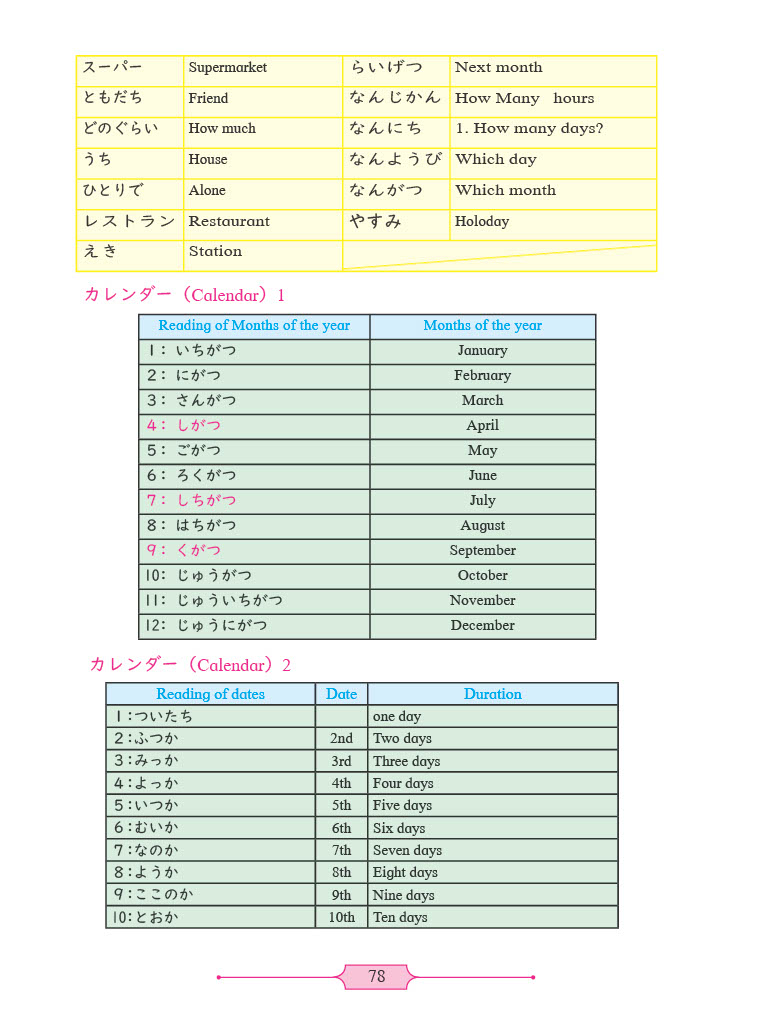 スーパー Supermarket らいげつ Next month
ともだち Friend なんじかん How Many hours
どのぐらい How much なんにち 1. How many days?
うち House なんようび Which day
ひとりで Alone なんがつ Which month
レストラン Restaurant やすみ Holoday
えき Station
カレンダー（Calendar）1
Reading of Months of the year Months of the year
1： いちがつ January
2： にがつ February
3： さんがつ March
4： しがつ April
5： ごがつ May
6： ろくがつ June
7： しちがつ July
8： はちがつ August
9： くがつ September
10: じゅうがつ October
11: じゅういちがつ November
12: じゅうにがつ December
カレンダー（Calendar）2
Reading of dates Date Duration
1：ついたち one day
2：ふつか 2nd Two days
3：みっか 3rd Three days
4：よっか 4th Four days
5：いつか 5th Five days
6：むいか 6th Six days
7：なのか 7th Seven days
8：ようか 8th Eight days
9：ここのか 9th Nine days
10:とおか 10th Ten days
78